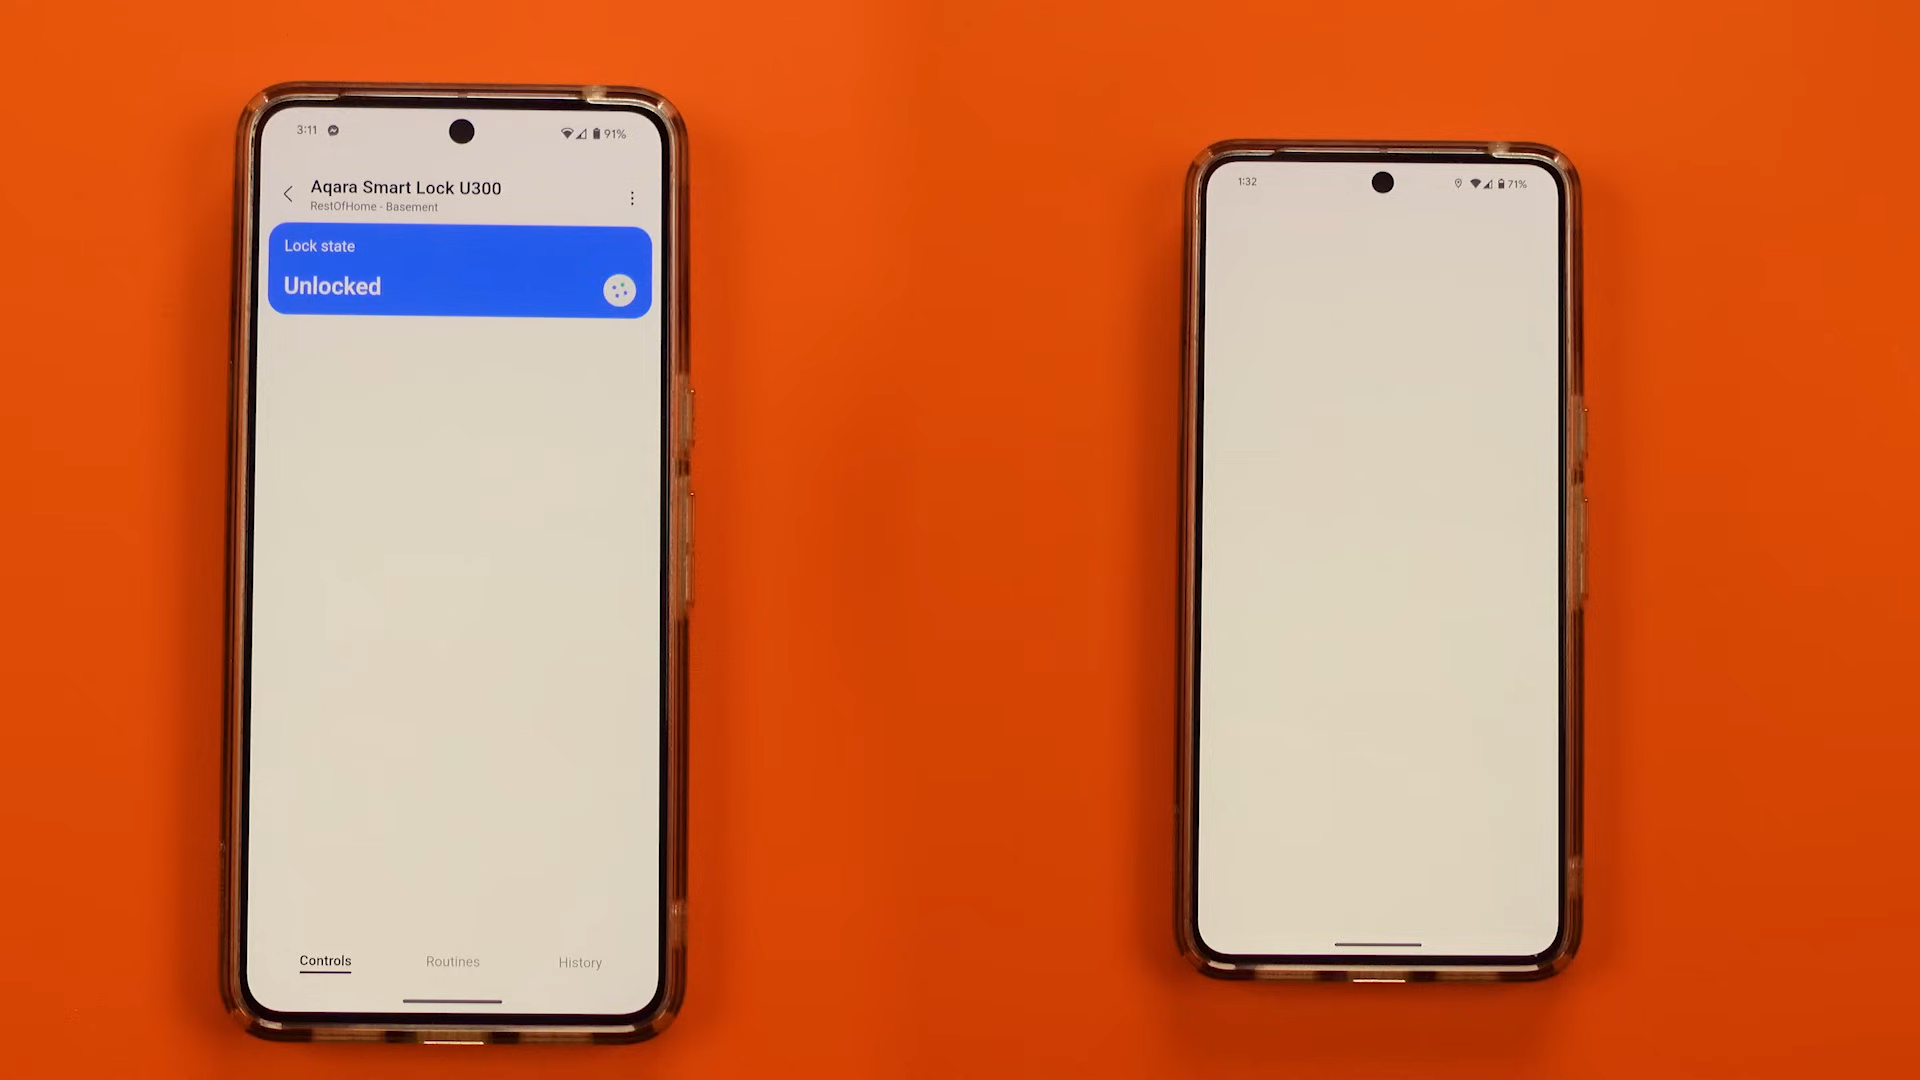 3:11
91%
Aqara Smart Lock U300
RestOfHome - Basement
Lock state
Unlocked
Controls
Routines
History
1:32
71%